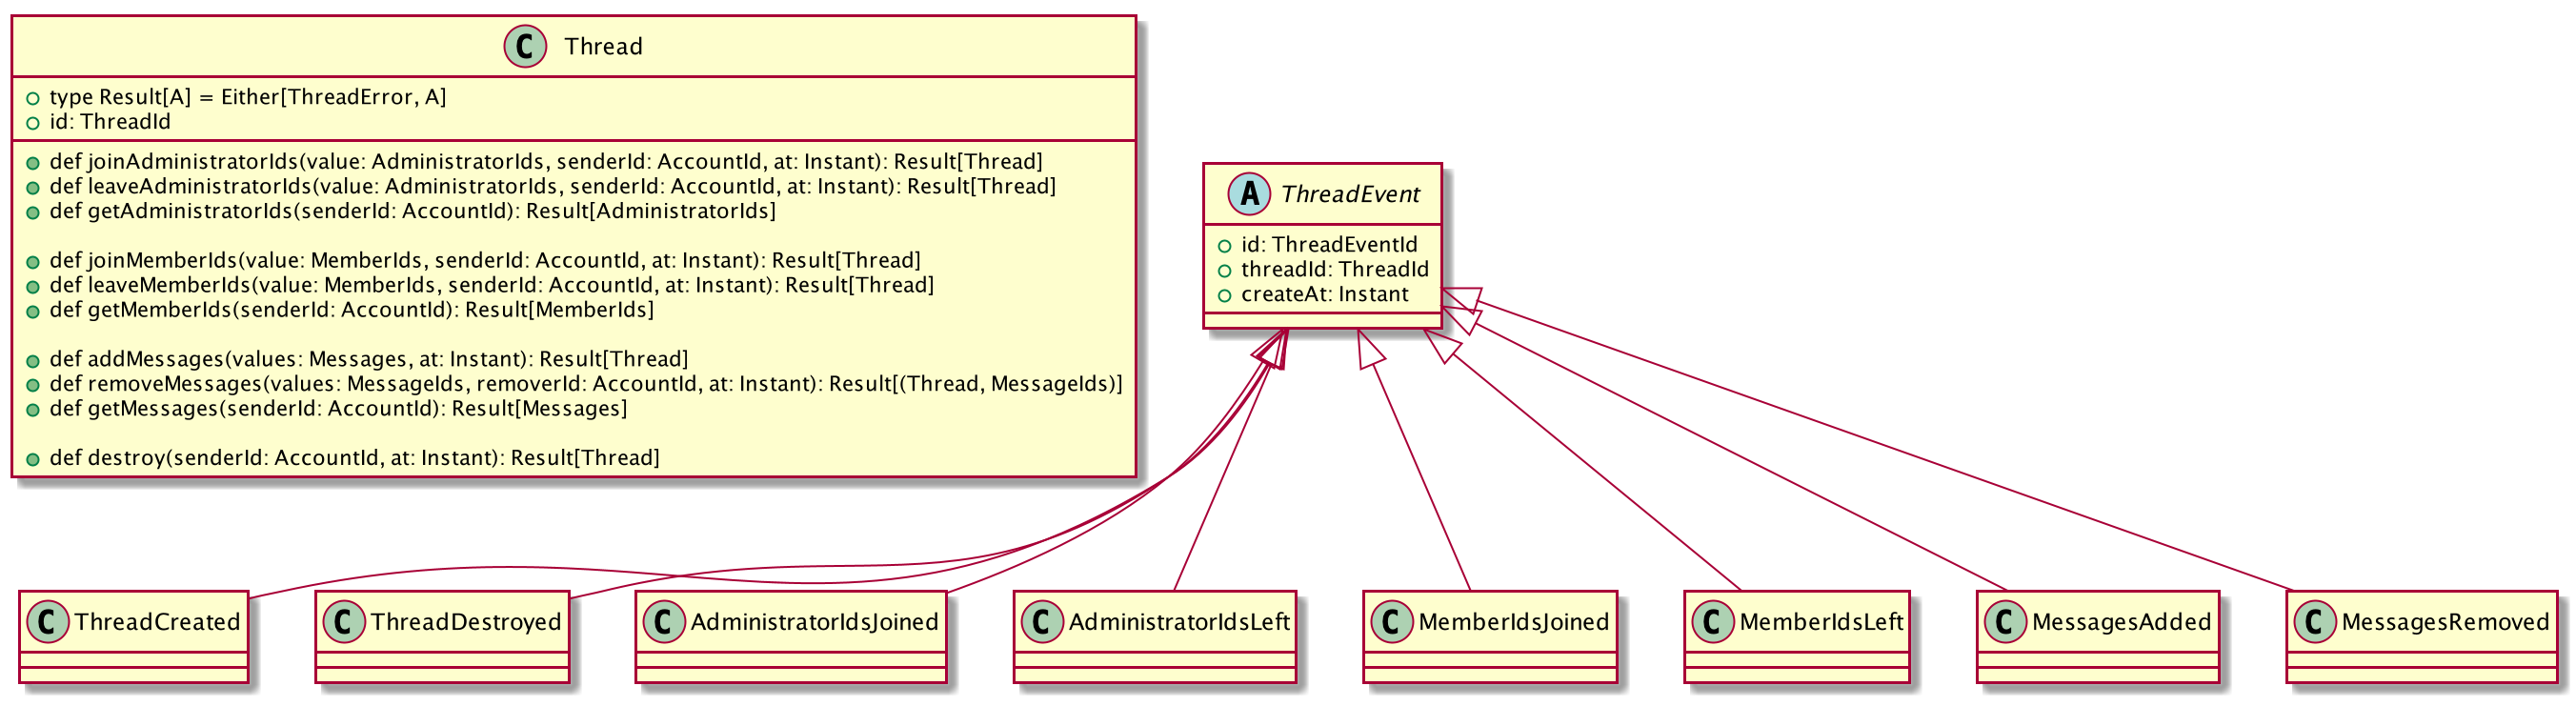 C Thread
type Result[A] = Either[ThreadError, A]
id: ThreadId
def joinAdministratorIds(value: AdministratorIds, senderId: AccountId, at: Instant): Result[Thread]
def leaveAdministratorIds(value: AdministratorIds, senderId: AccountId, at: Instant): Result[Thread]
def getAdministratorIds(senderId: AccountId): Result[AdministratorIds]
def joinMemberIds(value: MemberIds, senderId: AccountId, at: Instant): Result[Thread]
def leaveMemberIds(value: MemberIds, senderId: AccountId, at: Instant): Result[Thread]
def getMemberIds(senderId: AccountId): Result[MemberIds]
def addMessages(values: Messages, at: Instant): Result[Thread]
def removeMessages(values: MessageIds, removerId: AccountId, at: Instant): Result[(Thread, MessageIds)]
def getMessages(senderId: AccountId): Result[Messages]
def destroy(senderId: AccountId, at: Instant): Result[Thread]
A ThreadEvent
id: ThreadEventId
threadId: ThreadId
createAt: Instant
C ThreadCreated
C ThreadDestroyed
C AdministratorIdsJoined
C AdministratorIdsLeft
C MemberIdsJoined
C MemberIdsLeft
C MessagesAdded
C MessagesRemoved